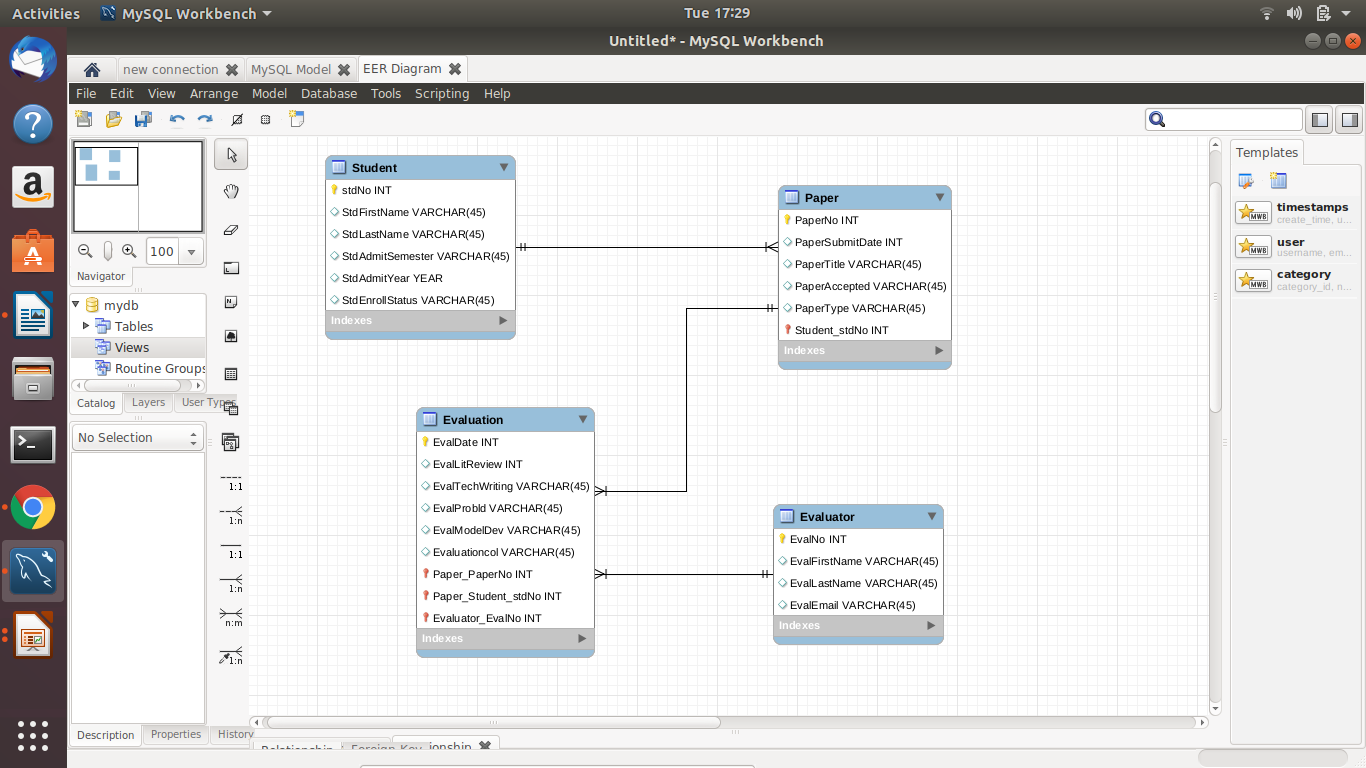 Activities MySQL Workbench Tue 17:29
Untitled* - MySQL Workbench
new connection MySQL Model EER Diagram
File Edit View Arrange Model Database Tools Scripting Help
100
Navigator
mydb
Tables
Views
Routine Groups
Catalog Layers User Types
No Selection
Description Properties History
1:1
1:n
1:1
1:n
n:m
1:n
Student
stdNo INT
StdFirstName VARCHAR(45)
StdLastName VARCHAR(45)
StdAdmitSemester VARCHAR(45)
StdAdmitYear YEAR
StdEnrollStatus VARCHAR(45)
Indexes
Paper
PaperNo INT
PaperSubmitDate INT
PaperTitle VARCHAR(45)
PaperAccepted VARCHAR(45)
PaperType VARCHAR(45)
Student_stdNo INT
Indexes
Evaluation
EvalDate INT
EvalLitReview INT
EvalTechWriting VARCHAR(45)
EvalProbId VARCHAR(45)
EvalModelDev VARCHAR(45)
Evaluationcol VARCHAR(45)
Paper_PaperNo INT
Paper_Student_stdNo INT
Evaluator_EvalNo INT
Indexes
Evaluator
EvalNo INT
EvalFirstName VARCHAR(45)
EvalLastName VARCHAR(45)
EvalEmail VARCHAR(45)
Indexes
Templates
timestamps
create_time, u...
user
username, em...
category
category_id, n...
Relationship Foreign Key ionship